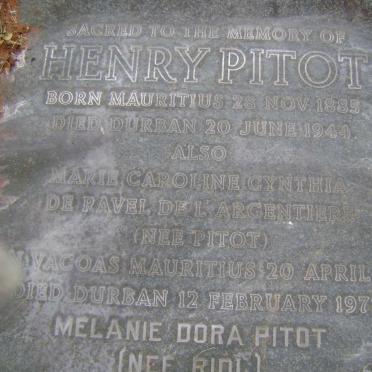 SACRED TO THE MEMORY OF
HENRY PITOT
BORN MAURITIUS 28 NOV 1885
DIED DURBAN 20 JUNE 1944
ALSO
MARIE CAROLINE CYNTHIA
DE RAVEL DE L'ARGENTIERE
(NEE PITOT)
VACOAS MAURITIUS 20 APRIL
DIED DURBAN 12 FEBRUARY 197
MELANIE DORA PITOT
(NEE